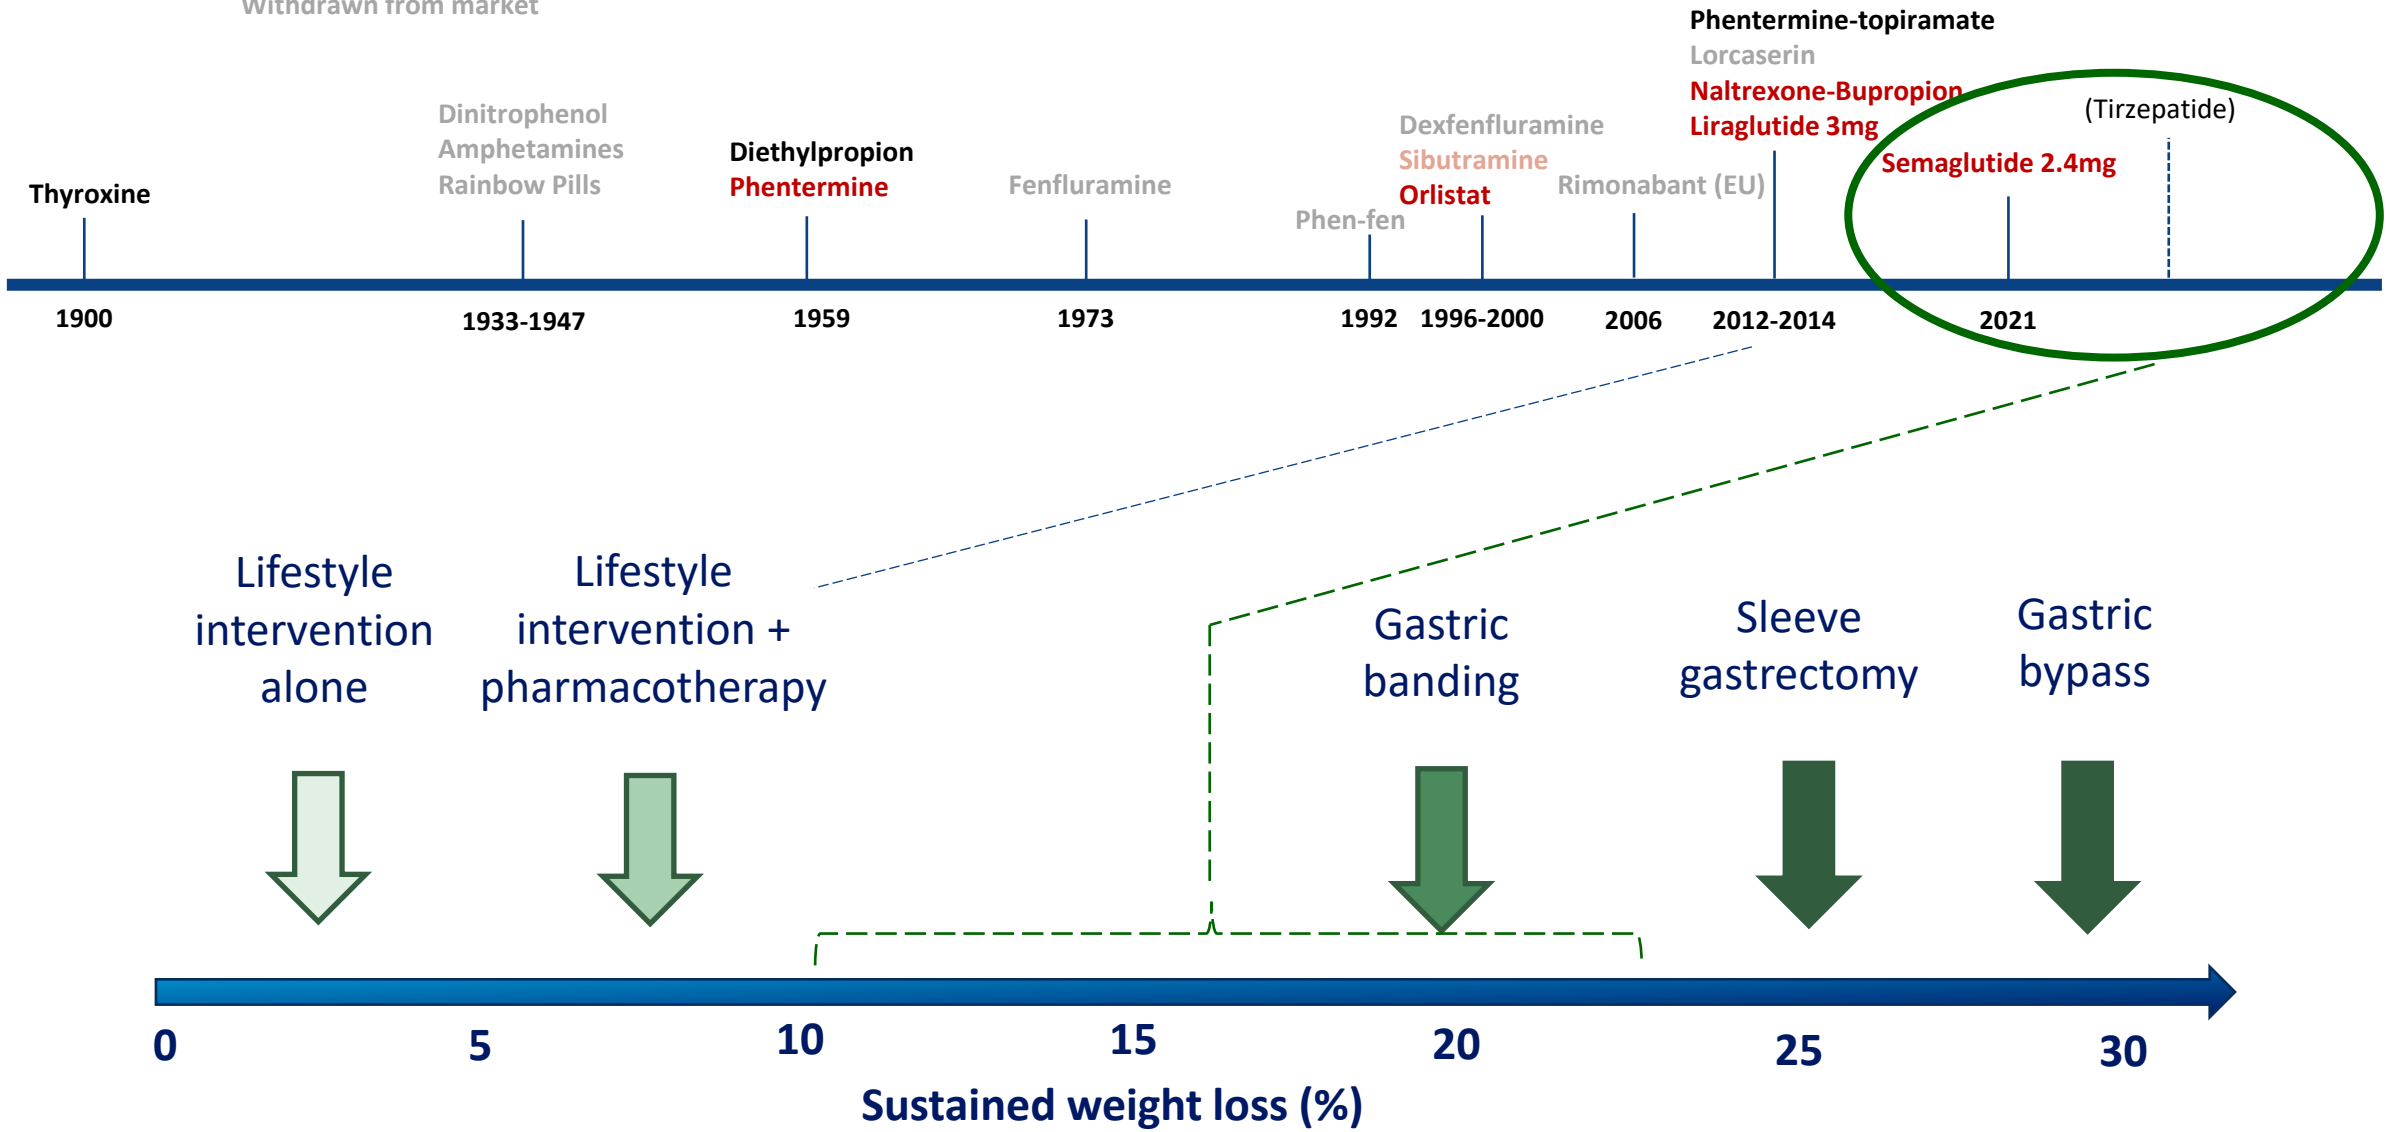 Withdrawn from market
Phentermine-topiramate
Lorcaserin
Naltrexone-Bupropion
Liraglutide 3mg
(Tirzepatide)
Semaglutide 2.4mg
Dinitrophenol
Amphetamines
Rainbow Pills
Diethylpropion
Phentermine
Thyroxine
Fenfluramine
Phen-fen
Dexfenfluramine
Sibutramine
Orlistat
Rimonabant (EU)
1900
1933-1947
1959
1973
1992
1996-2000
2006
2012-2014
2021
Lifestyle
intervention
alone
Lifestyle
intervention +
pharmacotherapy
Gastric
banding
Sleeve
gastrectomy
Gastric
bypass
0
5
10
15
20
25
30
Sustained weight loss (%)